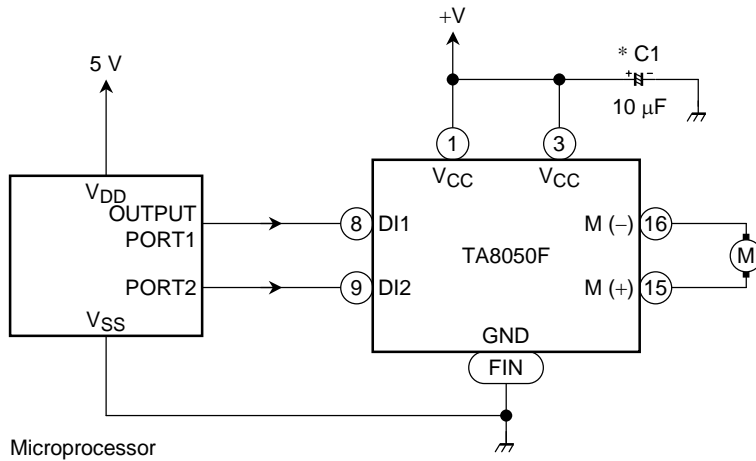 +V
* C1
+ −
10 μF
5 V
1
3
VCC
VCC
VDD
OUTPUT
PORT1
8
DI1
M (−)
16
TA8050F
M
PORT2
9
DI2
M (+)
15
VSS
GND
FIN
Microprocessor